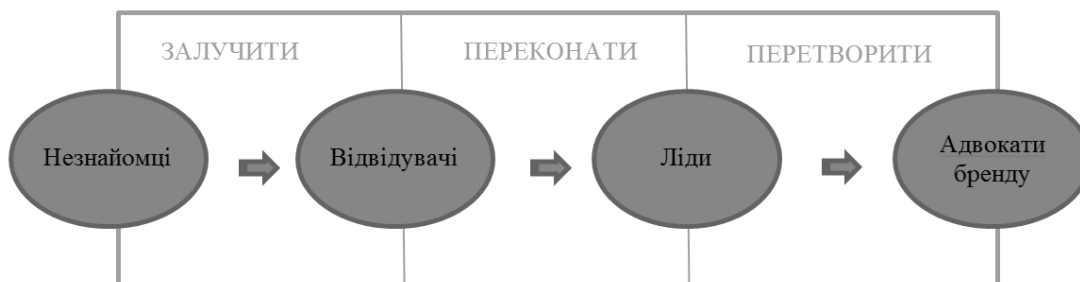 ЗАЛУЧИТИ
ПЕРЕКОНАТИ
ПЕРЕТВОРИТИ
Незнайомці
Відвідувачі
Ліди
Адвокати
бренду